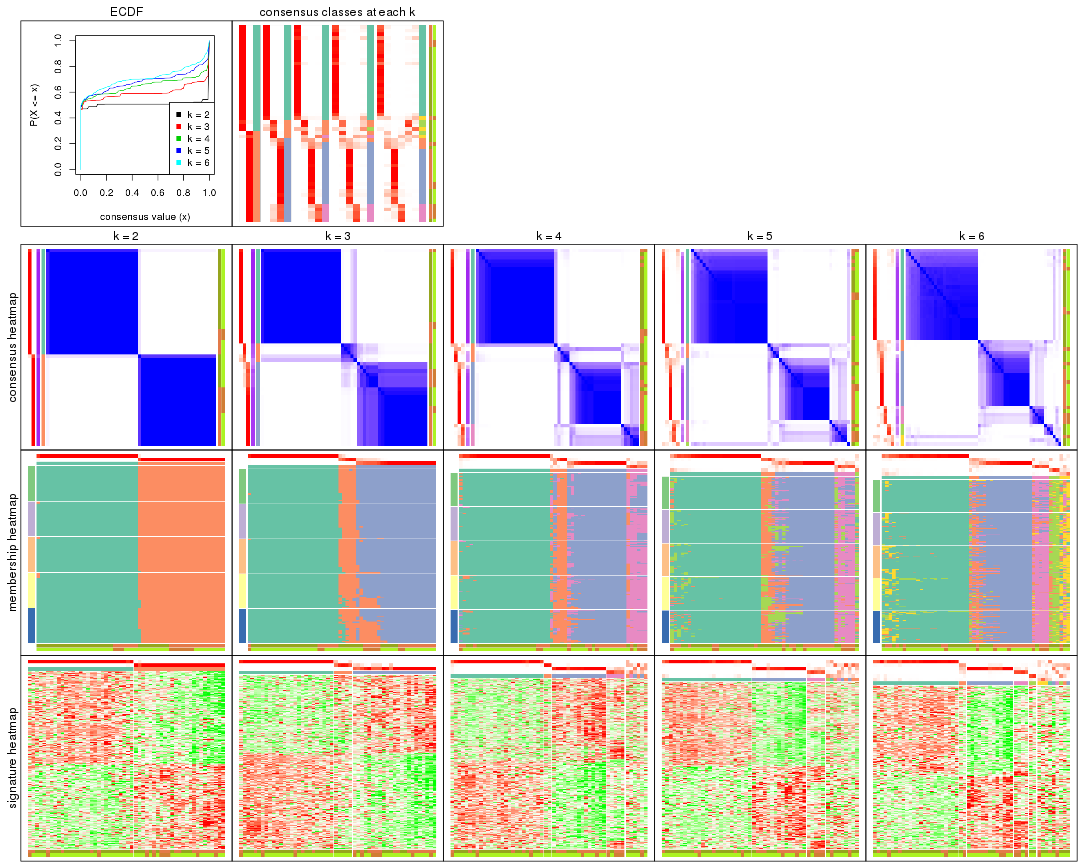 ECDF
consensus classes at each k
P(X <= x)
0.0 0.2 0.4 0.6 0.8 1.0
k = 2
k = 3
k = 4
k = 5
k = 6
0.0 0.2 0.4 0.6 0.8 1.0
consensus value (x)
k = 2 k = 3 k = 4 k = 5 k = 6
consensus heatmap
membership heatmap
signature heatmap